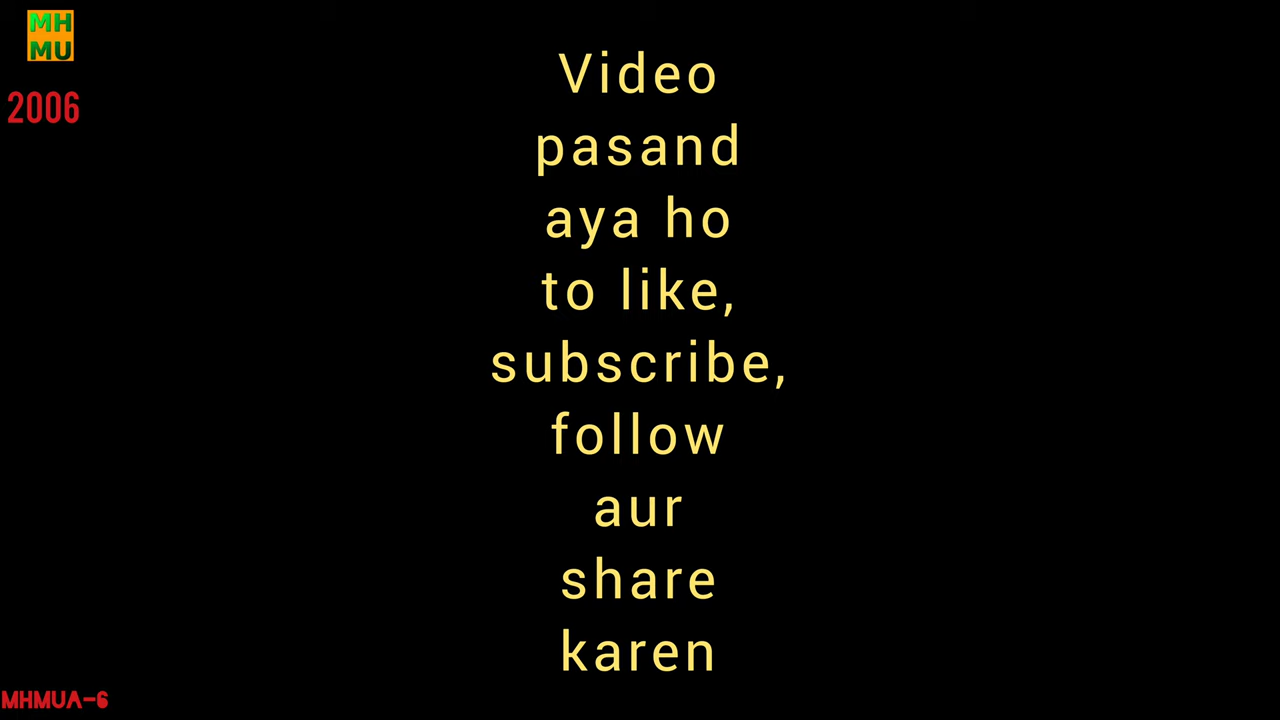 MH
MU
2006
Video
pasand
aya ho
to like,
subscribe,
follow
aur
share
karen
MHMUA-6